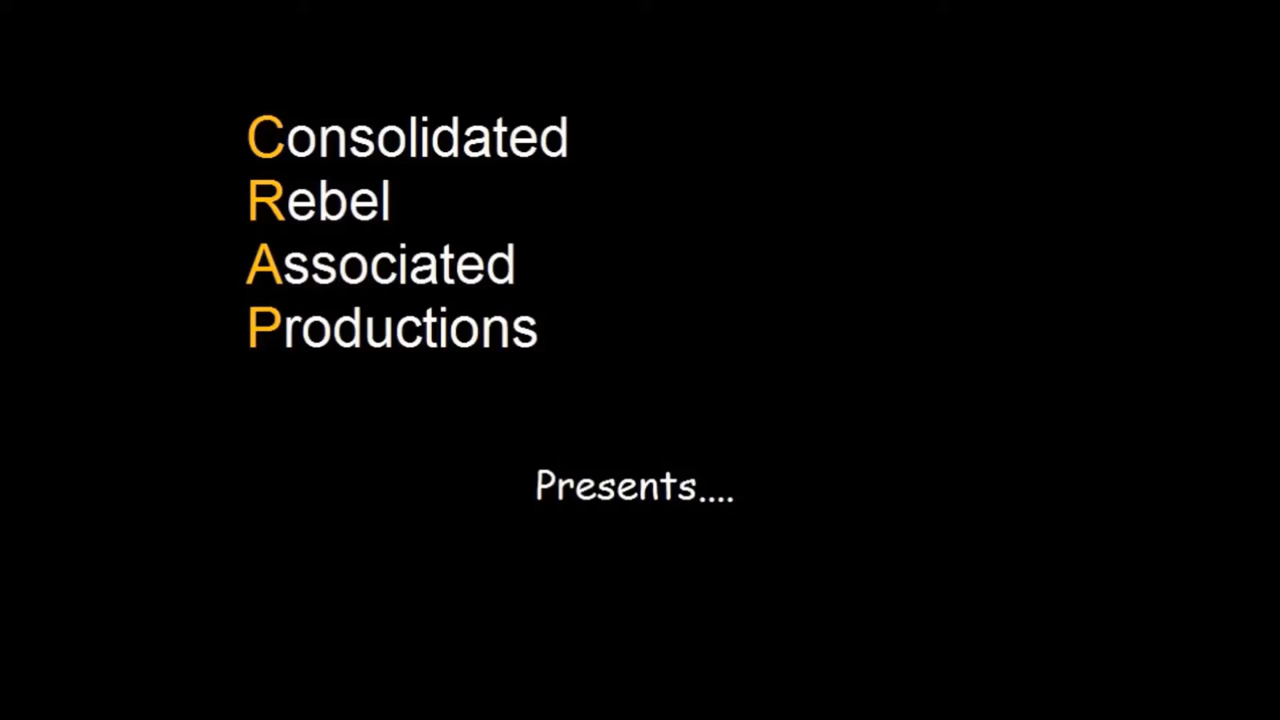 Consolidated
Rebel
Associated
Productions
Presents....